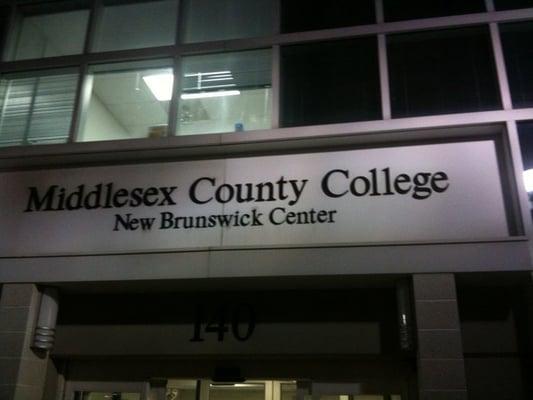 Middlesex County College
New Brunswick Center
140